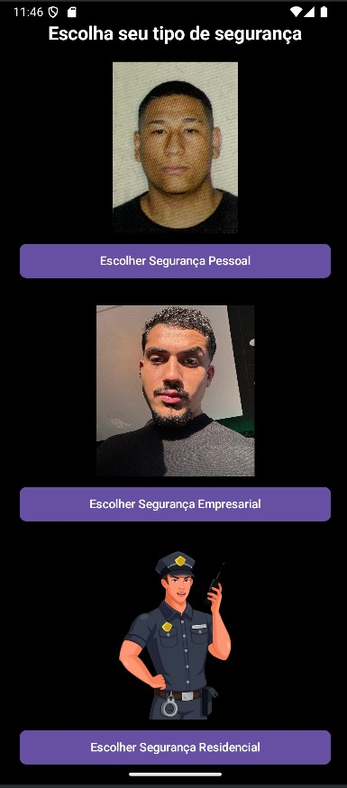 11:46
Escolha seu tipo de segurança
Escolher Segurança Pessoal
Escolher Segurança Empresarial
Escolher Segurança Residencial